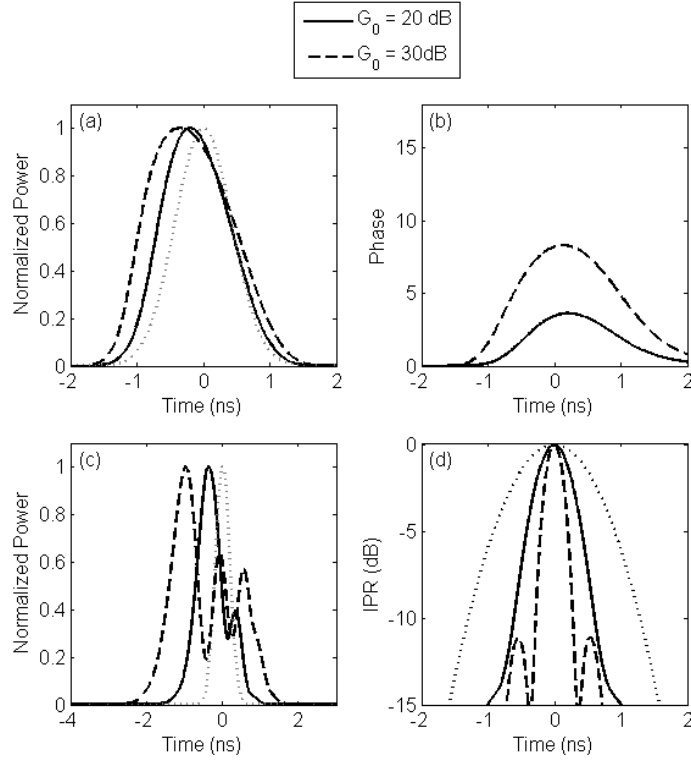 G0 = 20 dB
G0 = 30dB
(a)
Normalized Power
1
0.8
0.6
0.4
0.2
0
-2 -1 0 1 2
Time (ns)
(b)
Phase
15
10
5
0
-2 -1 0 1 2
Time (ns)
(c)
Normalized Power
1
0.8
0.6
0.4
0.2
0
-4 -2 0 2 4
Time (ns)
(d)
IPR (dB)
0
-5
-10
-15
-2 -1 0 1 2
Time (ns)